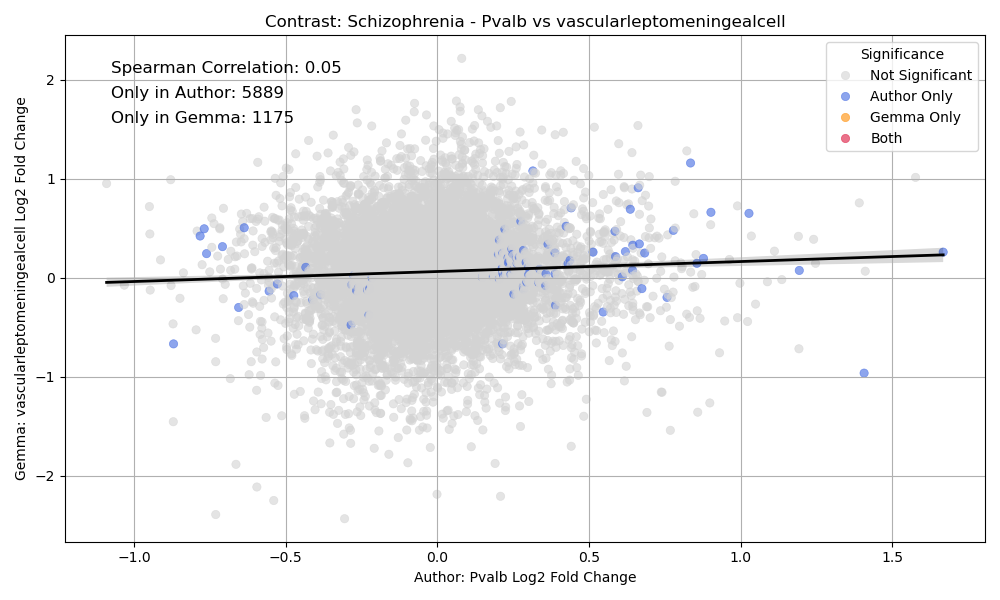 Contrast: Schizophrenia - Pvalb vs vascularleptomeningealcell
Spearman Correlation: 0.05
Only in Author: 5889
Only in Gemma: 1175
Significance
Not Significant
Author Only
Gemma Only
Both
Gemma: vascularleptomeningealcell Log2 Fold Change
2
1
0
−1
−2
−1.0
−0.5
0.0
0.5
1.0
1.5
Author: Pvalb Log2 Fold Change